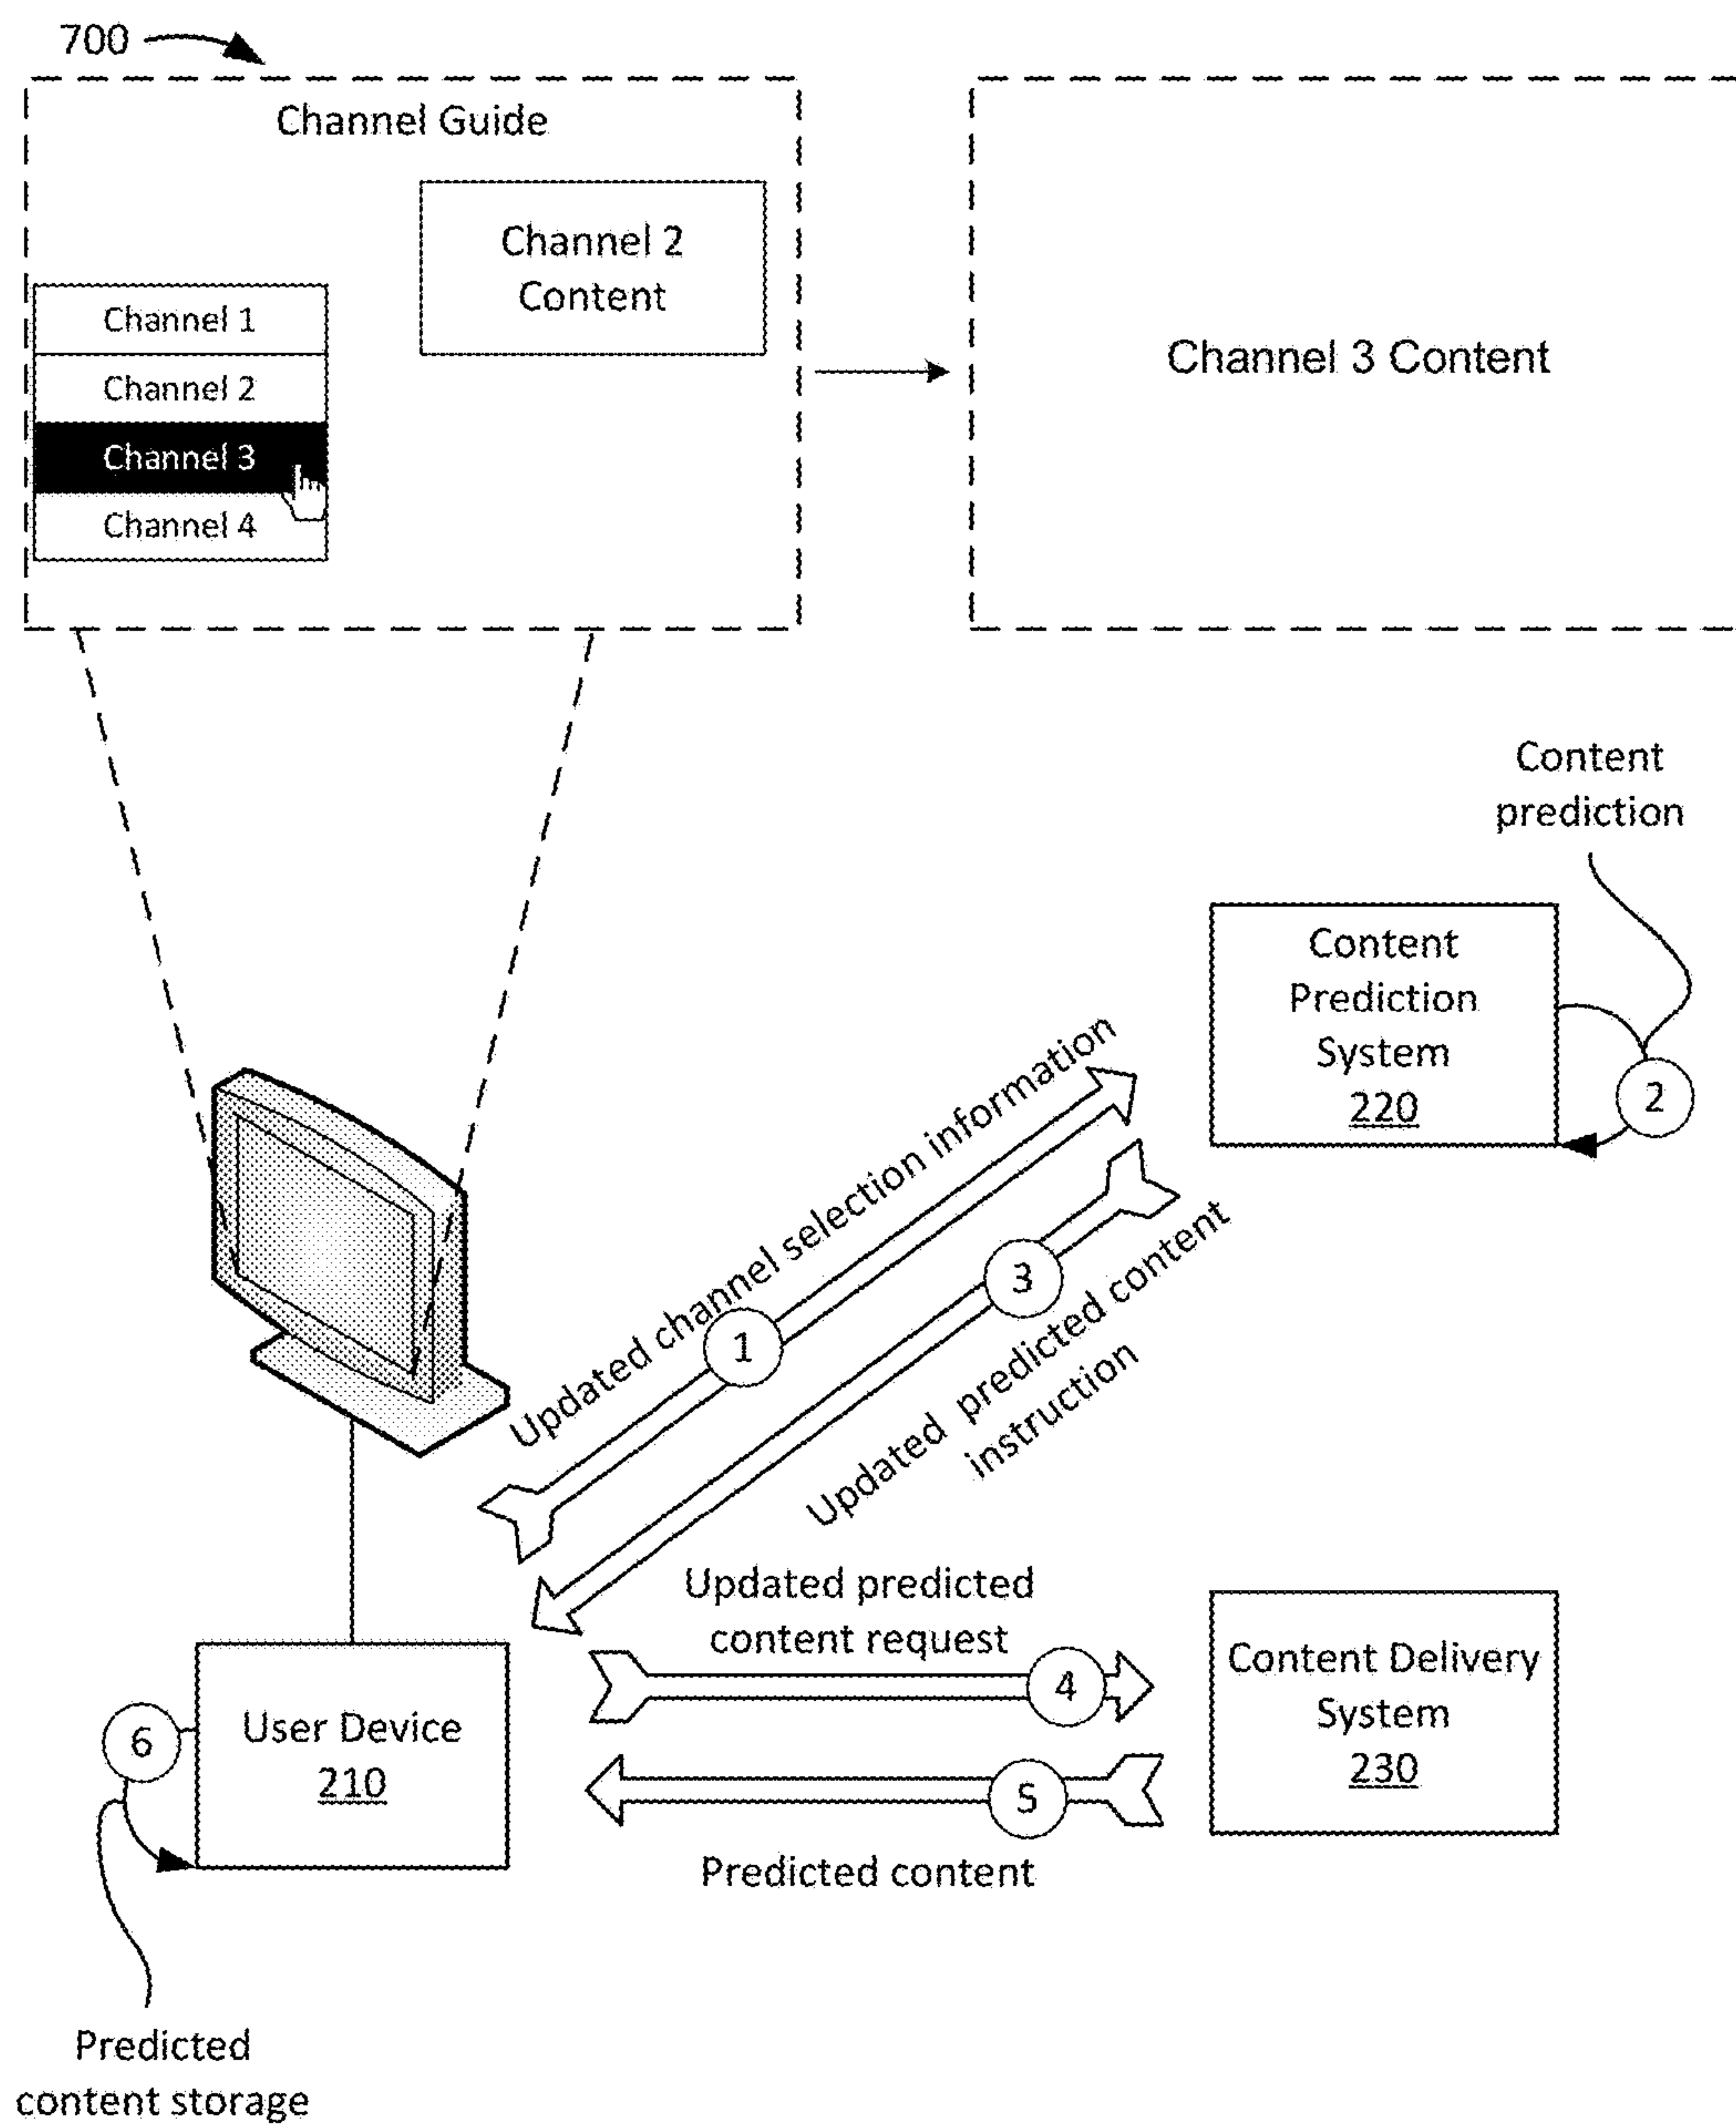 700
Channel Guide
Channel 2
Content
Channel 1
Channel 2
Channel 3
Channel 4
Channel 3 Content
Content
prediction
Content
Prediction
System
220
2
Updated channel selection information
1
3
Updated predicted content
instruction
Updated predicted
content request
4
Content Delivery
System
230
User Device
210
6
5
Predicted content
Predicted
content storage